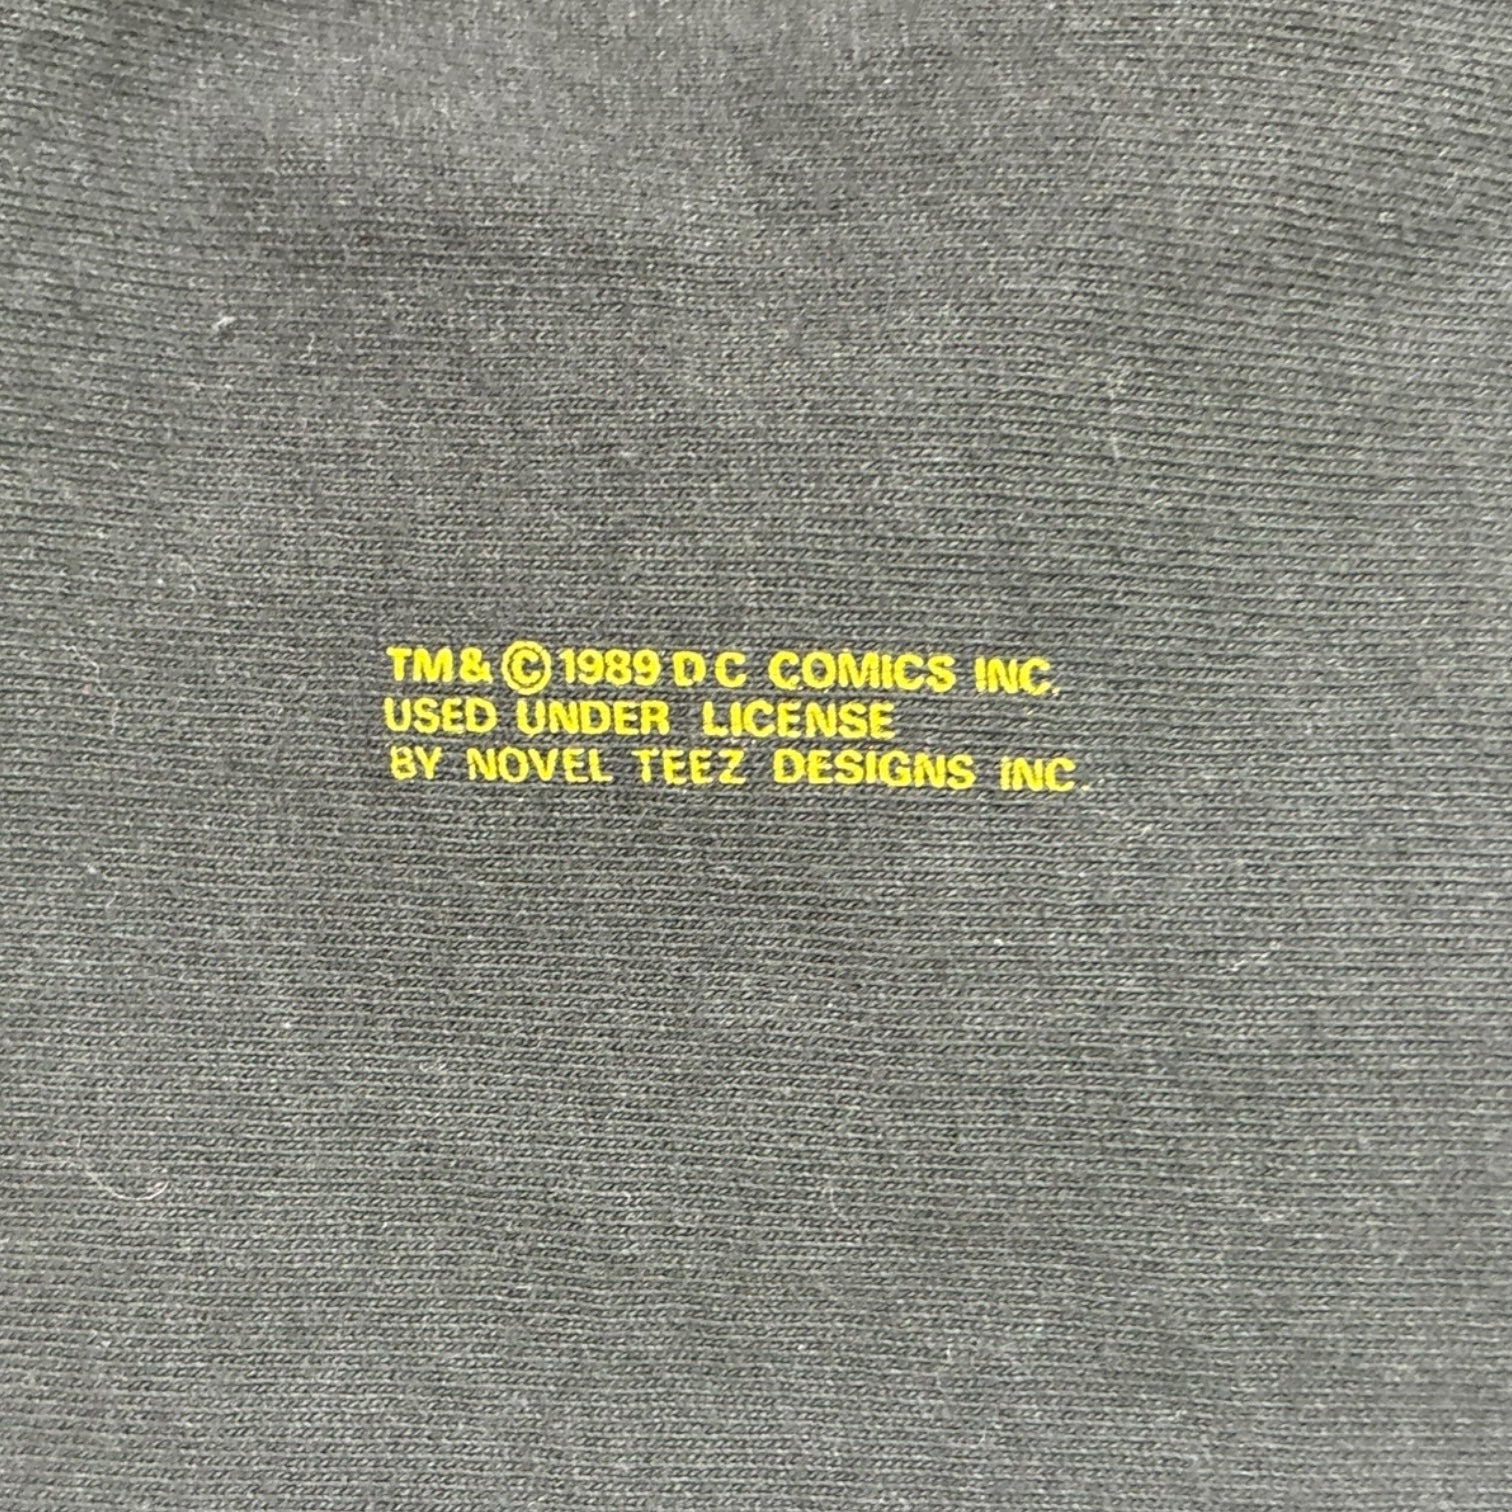 TM & © 1989 D C COMICS INC.
USED UNDER LICENSE
BY NOVEL TEEZ DESIGNS INC.